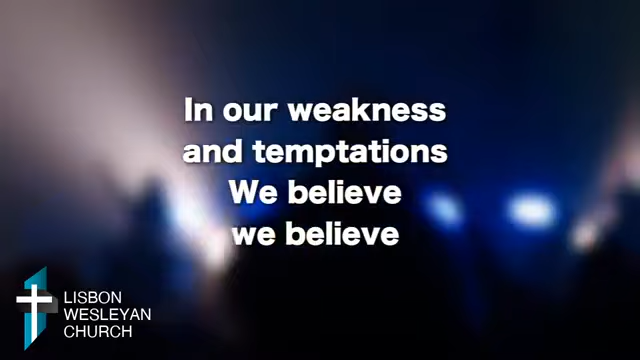 In our weakness
and temptations
We believe
we believe
LISBON
WESLEYAN
CHURCH